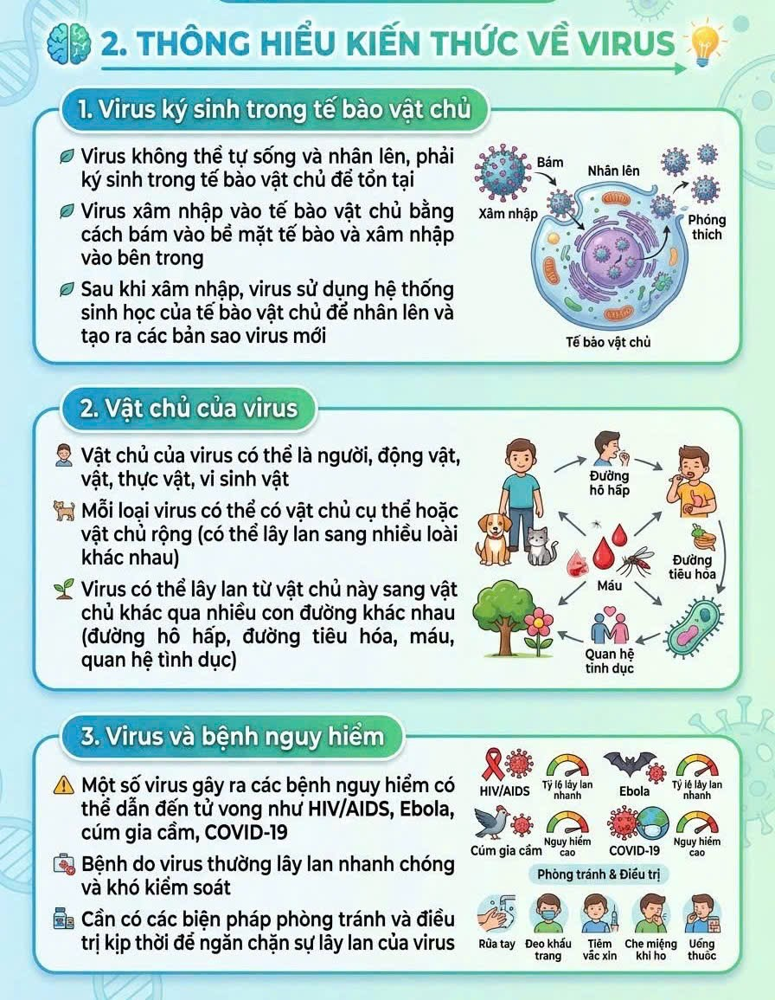 2. THÔNG HIỂU KIẾN THỨC VỀ VIRUS
1. Virus ký sinh trong tế bào vật chủ
Virus không thể tự sống và nhân lên, phải
ký sinh trong tế bào vật chủ để tồn tại
Virus xâm nhập vào tế bào vật chủ bằng
cách bám vào bề mặt tế bào và xâm nhập
vào bên trong
Sau khi xâm nhập, virus sử dụng hệ thống
sinh học của tế bào vật chủ để nhân lên và
tạo ra các bản sao virus mới
Bám
Nhân lên
Xâm nhập
Phóng
thích
Tế bào vật chủ
2. Vật chủ của virus
Vật chủ của virus có thể là người, động vật,
vật, thực vật, vi sinh vật
Mỗi loại virus có thể có vật chủ cụ thể hoặc
vật chủ rộng (có thể lây lan sang nhiều loài
khác nhau)
Virus có thể lây lan từ vật chủ này sang vật
chủ khác qua nhiều con đường khác nhau
(đường hô hấp, đường tiêu hóa, máu,
quan hệ tình dục)
Đường
hô hấp
Đường
tiêu hóa
Máu
Quan hệ
tình dục
3. Virus và bệnh nguy hiểm
Một số virus gây ra các bệnh nguy hiểm có
thể dẫn đến tử vong như HIV/AIDS, Ebola,
cúm gia cầm, COVID-19
Bệnh do virus thường lây lan nhanh chóng
và khó kiểm soát
Cần có các biện pháp phòng tránh và điều
trị kịp thời để ngăn chặn sự lây lan của virus
HIV/AIDS
Tỷ lệ lây lan
nhanh
Ebola
Tỷ lệ lây lan
nhanh
Cúm gia cầm
Nguy hiểm
cao
COVID-19
Nguy hiểm
cao
Phòng tránh & Điều trị
Rửa tay
Đeo khẩu
trang
Tiêm
vắc xin
Che miệng
khi ho
Uống
thuốc